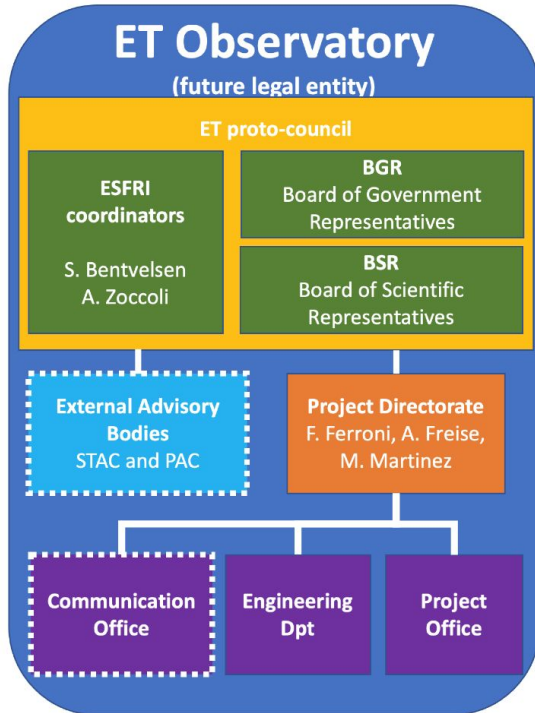 ET Observatory
(future legal entity)
ET proto-council
ESFRI
coordinators
S. Bentvelsen
A. Zoccoli
BGR
Board of Government
Representatives
BSR
Board of Scientific
Representatives
External Advisory
Bodies
STAC and PAC
Project Directorate
F. Ferroni, A. Freise,
M. Martinez
Communication
Office
Engineering
Dpt
Project
Office